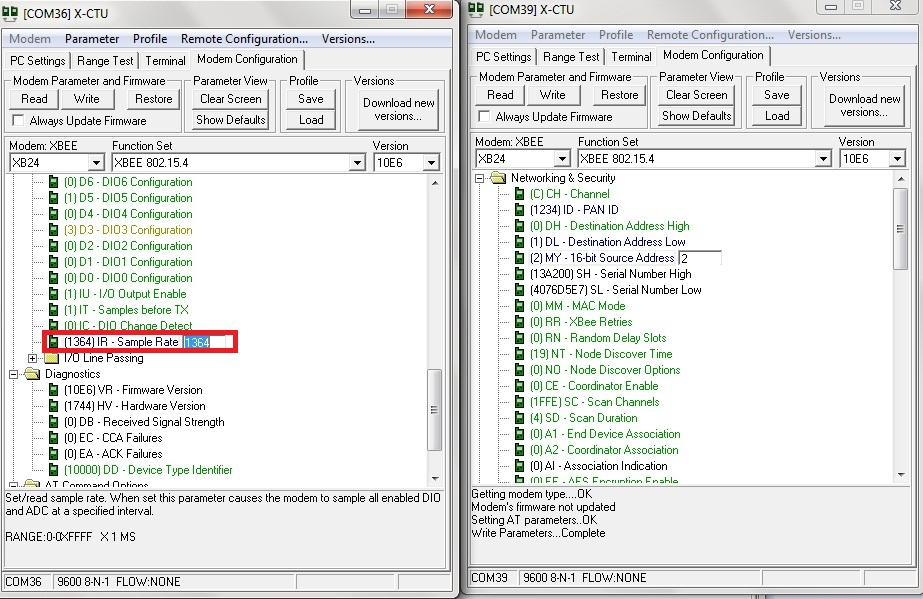 [COM36] X-CTU
Modem Parameter Profile Remote Configuration... Versions...
PC Settings Range Test Terminal Modem Configuration
Modem Parameter and Firmware Parameter View Profile Versions
Read Write Restore Clear Screen Save Download new versions...
Always Update Firmware Show Defaults Load
Modem: XBEE Function Set Version
XB24 XBEE 802.15.4 10E6
(0) D6 - DIO6 Configuration
(1) D5 - DIO5 Configuration
(0) D4 - DIO4 Configuration
(3) D3 - DIO3 Configuration
(0) D2 - DIO2 Configuration
(0) D1 - DIO1 Configuration
(0) D0 - DIO0 Configuration
(1) IU - I/O Output Enable
(1) IT - Samples before TX
(0) IC - DIO Change Detect
(1364) IR - Sample Rate 1364
I/O Line Passing
Diagnostics
(10E6) VR - Firmware Version
(1744) HV - Hardware Version
(0) DB - Received Signal Strength
(0) EC - CCA Failures
(0) EA - ACK Failures
(10000) DD - Device Type Identifier
AT Command Options
Set/read sample rate. When set this parameter causes the modem to sample all enabled DIO
and ADC at a specified interval.
RANGE:0-0XFFFF X 1 MS
COM36 9600 8-N-1 FLOW:NONE
[COM39] X-CTU
Modem Parameter Profile Remote Configuration... Versions...
PC Settings Range Test Terminal Modem Configuration
Modem Parameter and Firmware Parameter View Profile Versions
Read Write Restore Clear Screen Save Download new versions...
Always Update Firmware Show Defaults Load
Modem: XBEE Function Set Version
XB24 XBEE 802.15.4 10E6
Networking & Security
(C) CH - Channel
(1234) ID - PAN ID
(0) DH - Destination Address High
(1) DL - Destination Address Low
(2) MY - 16-bit Source Address 2
(13A200) SH - Serial Number High
(4076D5E7) SL - Serial Number Low
(0) MM - MAC Mode
(0) RR - XBee Retries
(0) RN - Random Delay Slots
(19) NT - Node Discover Time
(0) NO - Node Discover Options
(0) CE - Coordinator Enable
(1FFE) SC - Scan Channels
(4) SD - Scan Duration
(0) A1 - End Device Association
(0) A2 - Coordinator Association
(0) AI - Association Indication
(0) EE - AES Encryption Enable
Getting modem type....OK
Modem's firmware not updated
Setting AT parameters..OK
Write Parameters...Complete
COM39 9600 8-N-1 FLOW:NONE